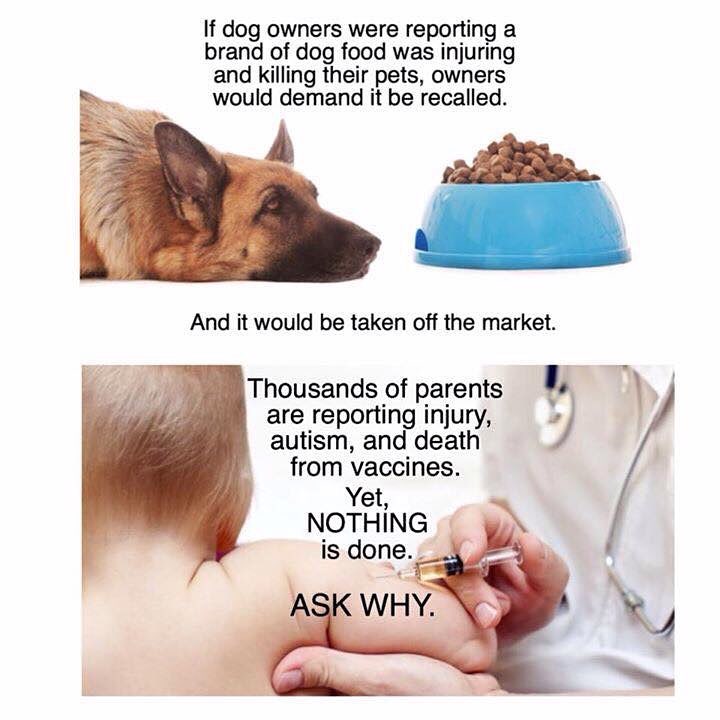 If dog owners were reporting a
brand of dog food was injuring
and killing their pets, owners
would demand it be recalled.
And it would be taken off the market.
Thousands of parents
are reporting injury,
autism, and death
from vaccines.
Yet,
NOTHING
is done.
ASK WHY.